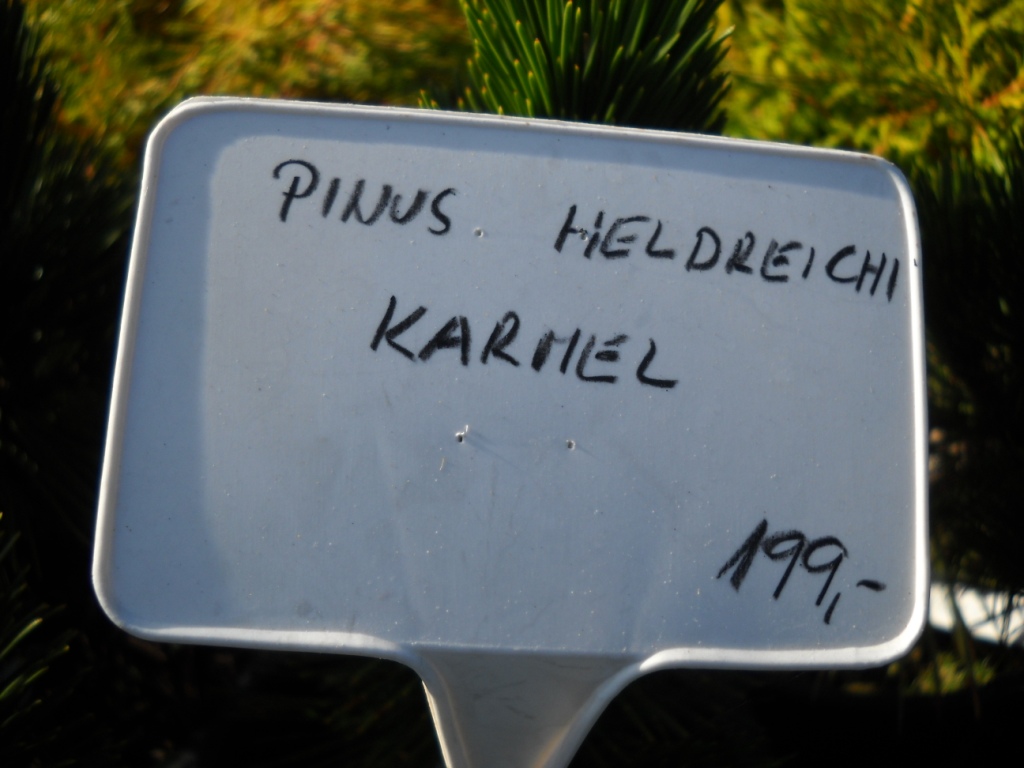 PINUS. HELDREICHI
KARMEL
199,-